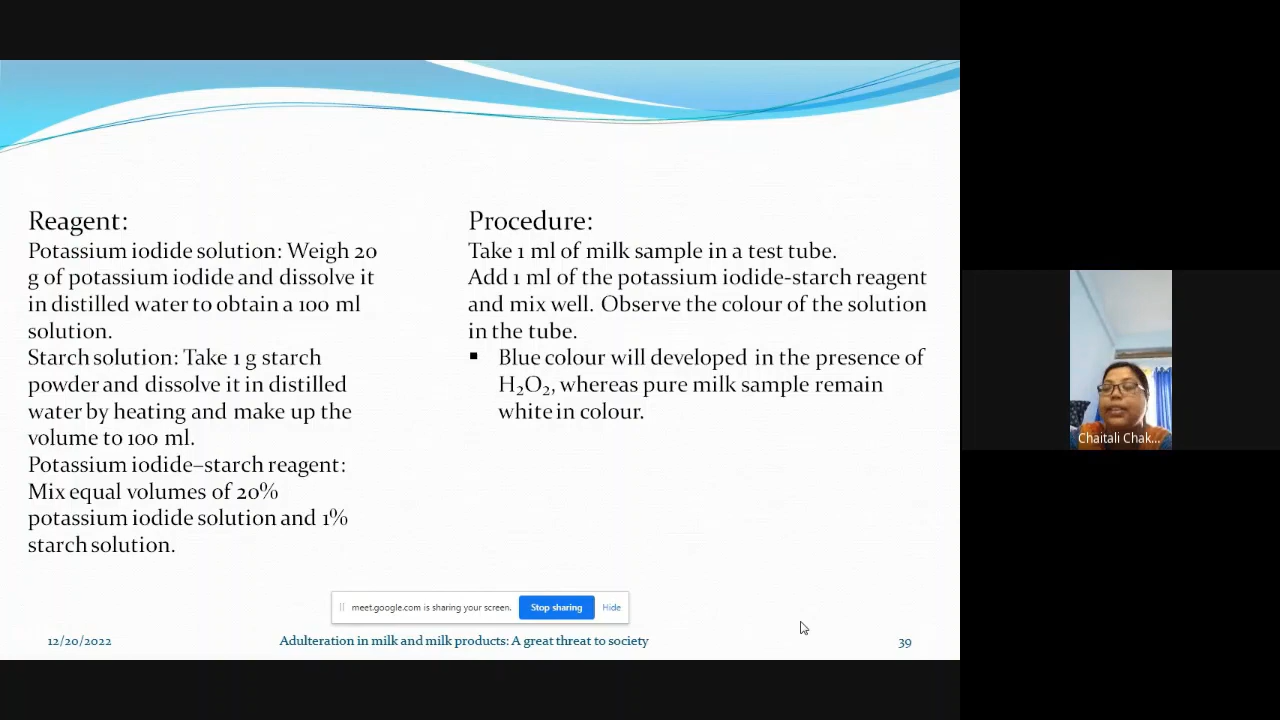 Reagent:
Potassium iodide solution: Weigh 20
g of potassium iodide and dissolve it
in distilled water to obtain a 100 ml
solution.
Starch solution: Take 1 g starch
powder and dissolve it in distilled
water by heating and make up the
volume to 100 ml.
Potassium iodide–starch reagent:
Mix equal volumes of 20%
potassium iodide solution and 1%
starch solution.
Procedure:
Take 1 ml of milk sample in a test tube.
Add 1 ml of the potassium iodide-starch reagent
and mix well. Observe the colour of the solution
in the tube.
▪ Blue colour will developed in the presence of
H₂O₂, whereas pure milk sample remain
white in colour.
meet.google.com is sharing your screen. Stop sharing Hide
12/20/2022 Adulteration in milk and milk products: A great threat to society 39
Chaitali Chak...